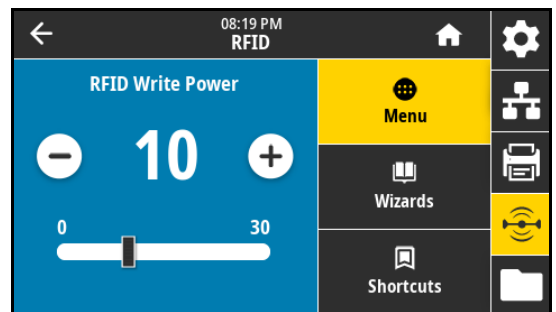 08:19 PM
RFID
RFID Write Power
10
0
30
Menu
Wizards
Shortcuts